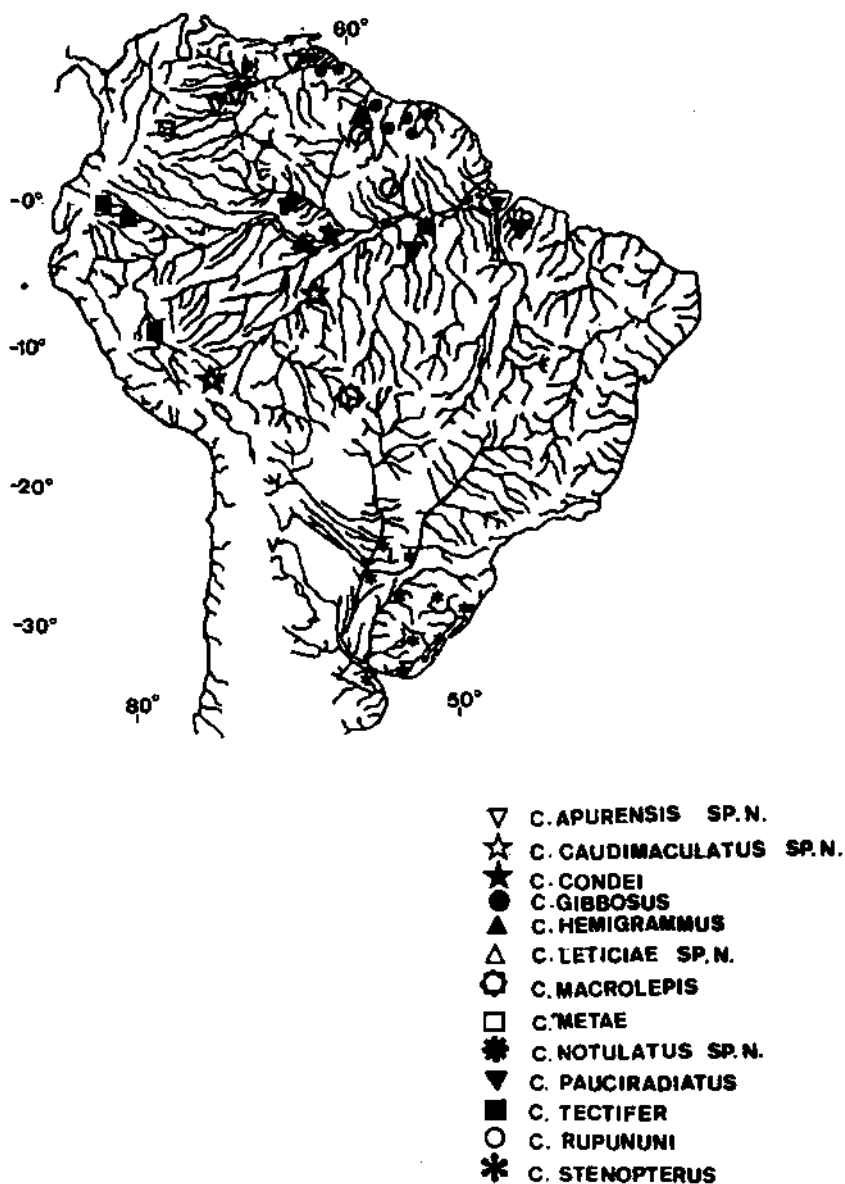 60°
-0°
-10°
-20°
-30°
80°
50°
C. APURENSIS SP.N.
C. CAUDIMACULATUS SP.N.
C. CONDEI
C. GIBBOSUS
C. HEMIGRAMMUS
C. LETICIAE SP.N.
C. MACROLEPIS
C. METAE
C. NOTULATUS SP.N.
C. PAUCIRADIATUS
C. TECTIFER
C. RUPUNUNI
C. STENOPTERUS